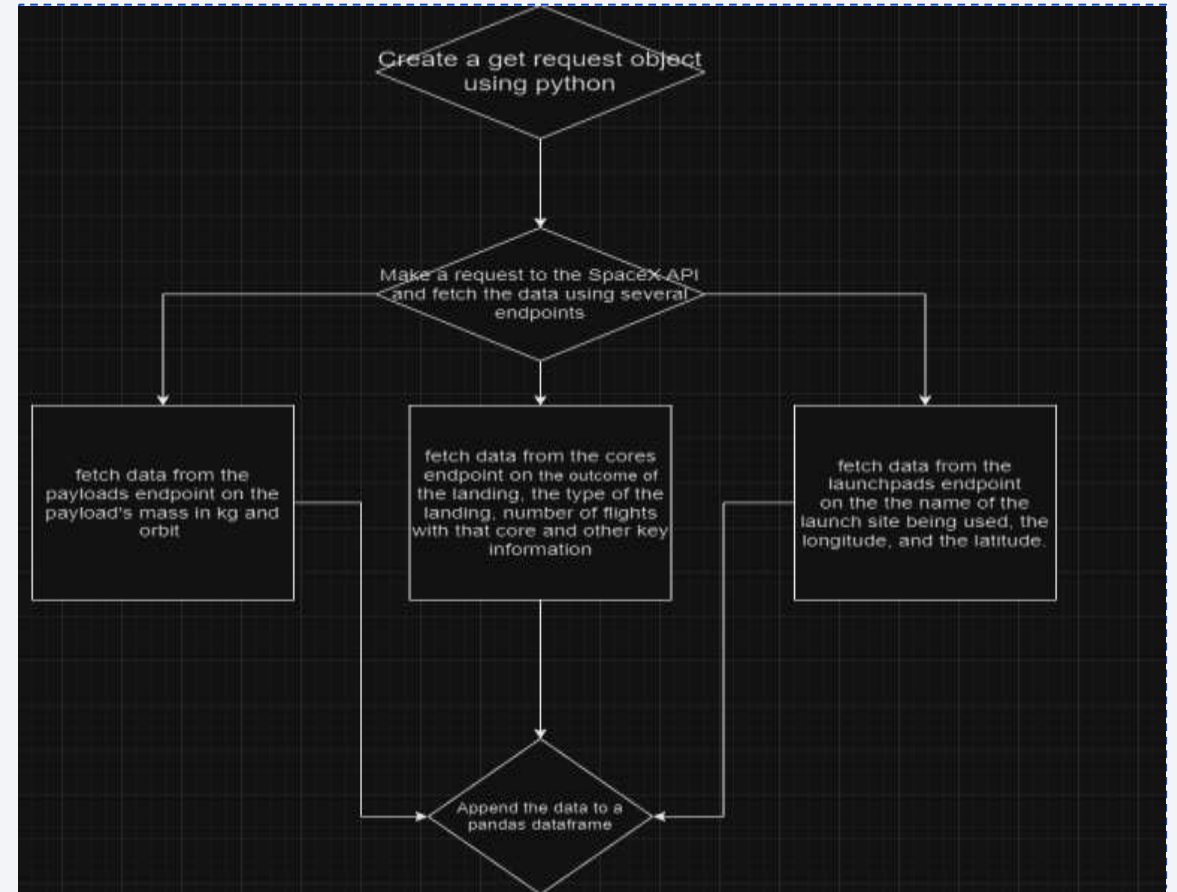 Create a get request object
using python
Make a request to the SpaceX API
and fetch the data using several
endpoints
fetch data from the
payloads endpoint on the
payload's mass in kg and
orbit
fetch data from the cores
endpoint on the outcome of
the landing, the type of the
landing, number of flights
with that core and other key
information
fetch data from the
launchpads endpoint
on the the name of the
launch site being used, the
longitude, and the latitude.
Append the data to a
pandas dataframe